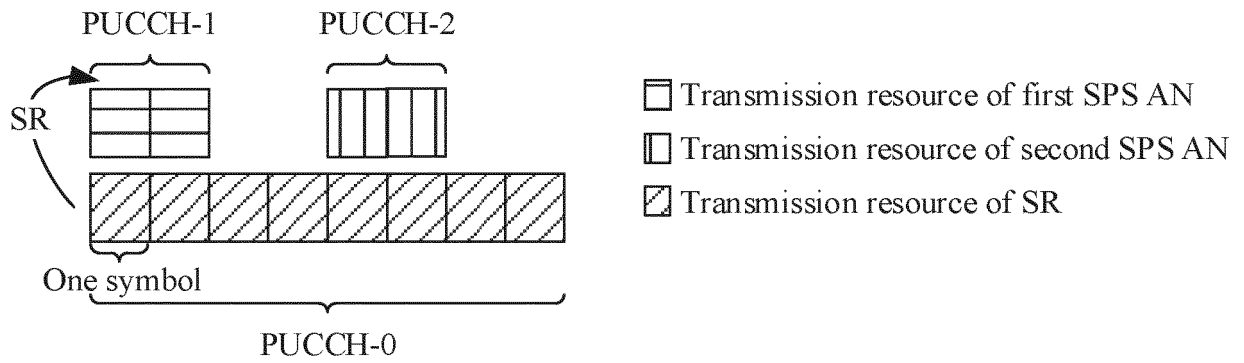 PUCCH-1
PUCCH-2
SR
Transmission resource of first SPS AN
Transmission resource of second SPS AN
Transmission resource of SR
One symbol
PUCCH-0